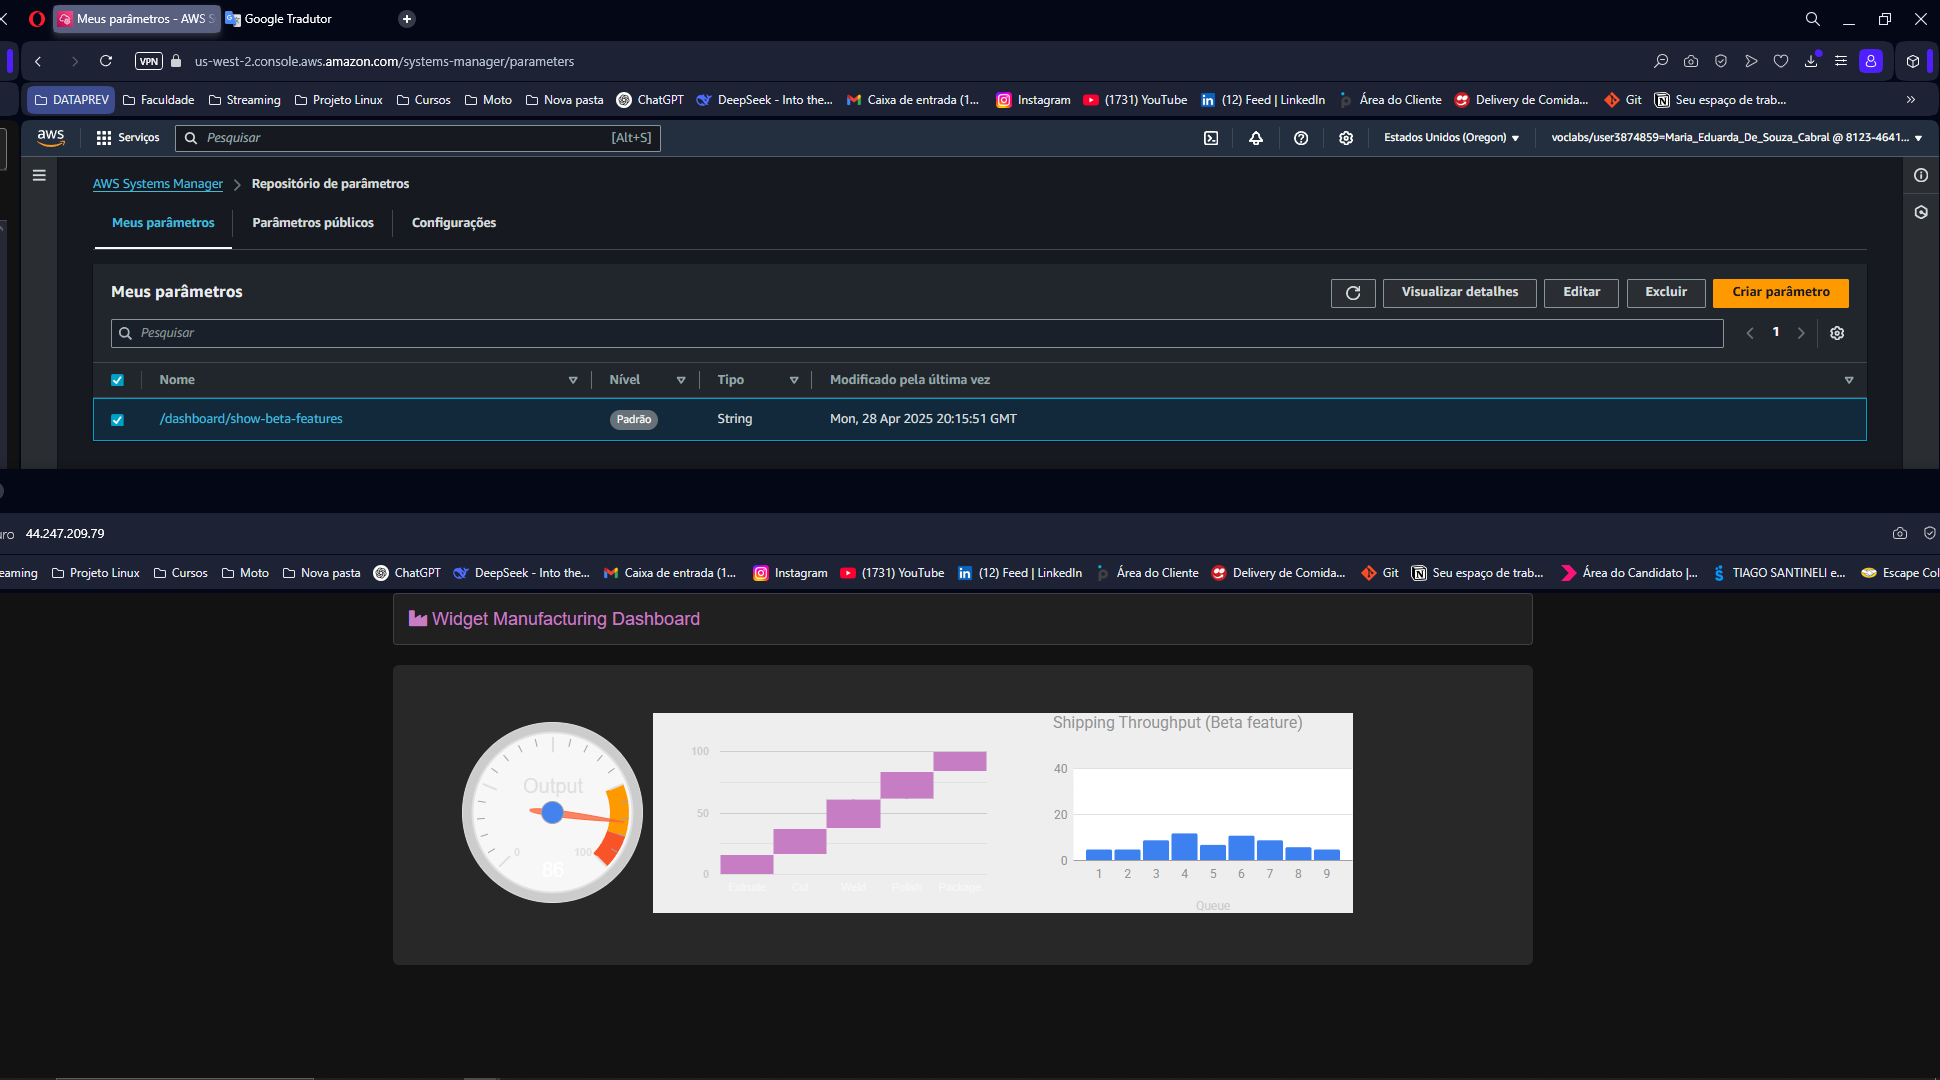 Meus parâmetros - AWS S
Google Tradutor
VPN
us-west-2.console.aws.amazon.com/systems-manager/parameters
DATAPREV Faculdade Streaming Projeto Linux Cursos Moto Nova pasta ChatGPT DeepSeek - Into the... Caixa de entrada (1... Instagram (1731) YouTube (12) Feed | LinkedIn Área do Cliente Delivery de Comida... Git Seu espaço de trab... »
aws Serviços Pesquisar [Alt+S] Estados Unidos (Oregon) voclabs/user3874859=Maria_Eduarda_De_Souza_Cabral @ 8123-4641...
AWS Systems Manager Repositório de parâmetros
Meus parâmetros Parâmetros públicos Configurações
Meus parâmetros Visualizar detalhes Editar Excluir Criar parâmetro
Pesquisar 1
Nome Nível Tipo Modificado pela última vez
/dashboard/show-beta-features Padrão String Mon, 28 Apr 2025 20:15:51 GMT
uro 44.247.209.79
eaming Projeto Linux Cursos Moto Nova pasta ChatGPT DeepSeek - Into the... Caixa de entrada (1... Instagram (1731) YouTube (12) Feed | LinkedIn Área do Cliente Delivery de Comida... Git Seu espaço de trab... Área do Candidato |... TIAGO SANTINELI e... Escape Col
Widget Manufacturing Dashboard
Output
0 100
86
100
50
0
Extrude Cut Weld Polish Package
Shipping Throughput (Beta feature)
40
20
0
1 2 3 4 5 6 7 8 9
Queue